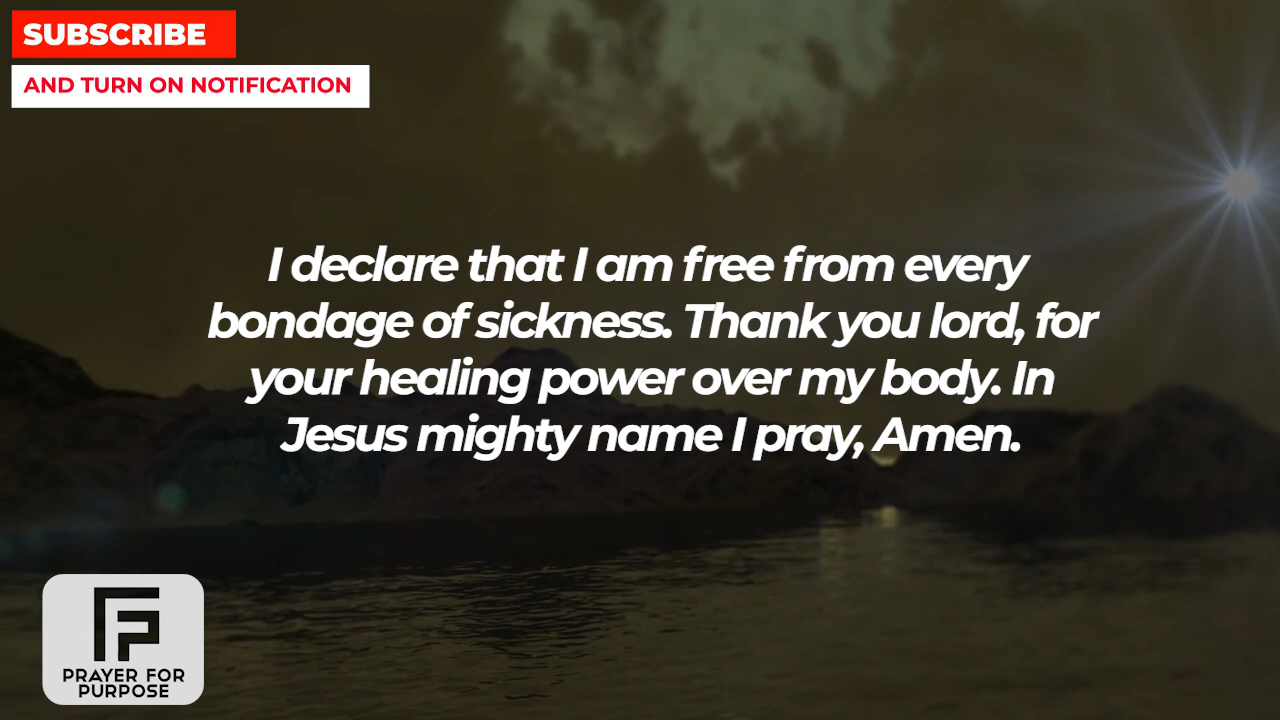 SUBSCRIBE
AND TURN ON NOTIFICATION
I declare that I am free from every
bondage of sickness. Thank you lord, for
your healing power over my body. In
Jesus mighty name I pray, Amen.
PRAYER FOR
PURPOSE